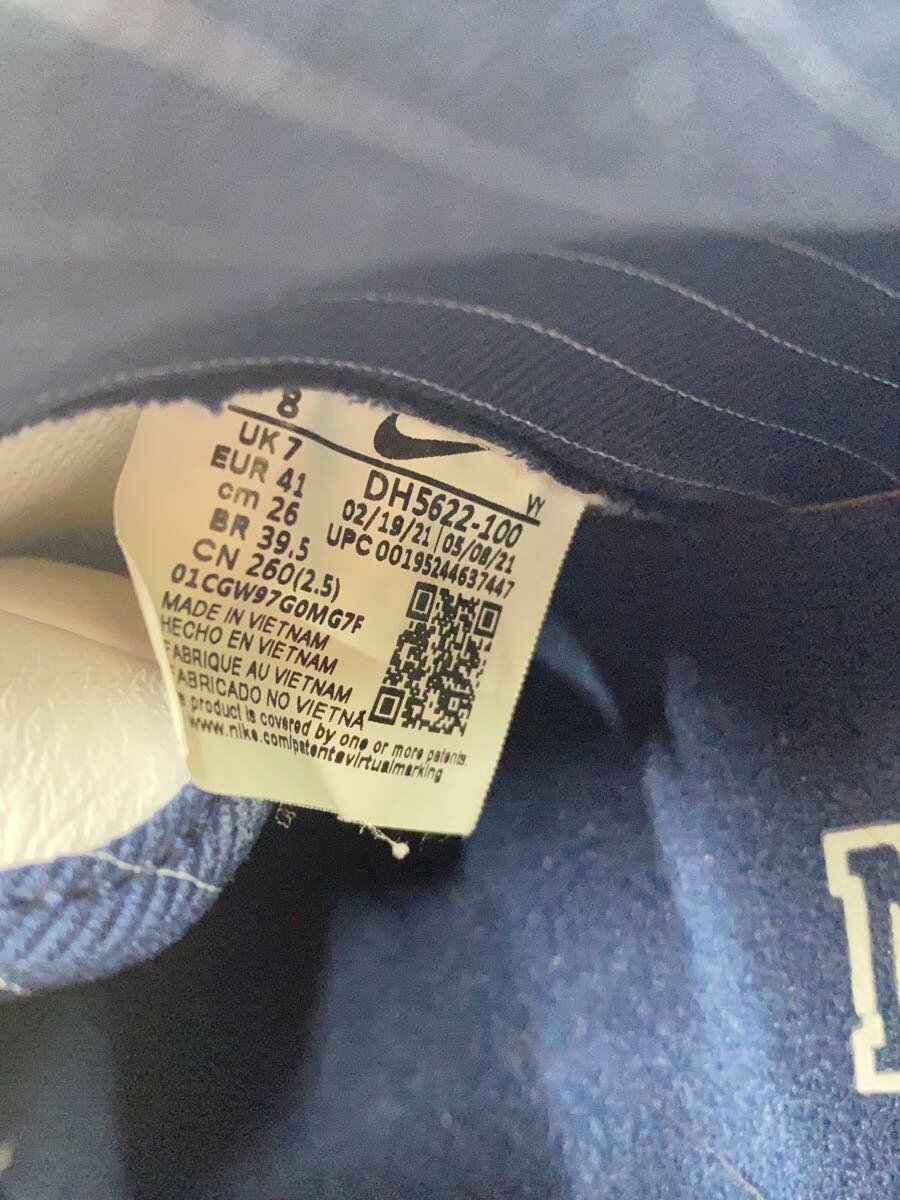 8
UK 7
EUR 41
cm 26
BR 39.5
CN 260(2.5)
01CGW97G0MG7F
VY
DH5622-100
02/19/21 05/08/21
UPC 00195244637447
MADE IN VIETNAM
HECHO EN VIETNAM
FABRIQUE AU VIETNAM
FABRICADO NO VIETNA
product is covered by one or more patents:
www.nike.com/patentsvirtualmarking